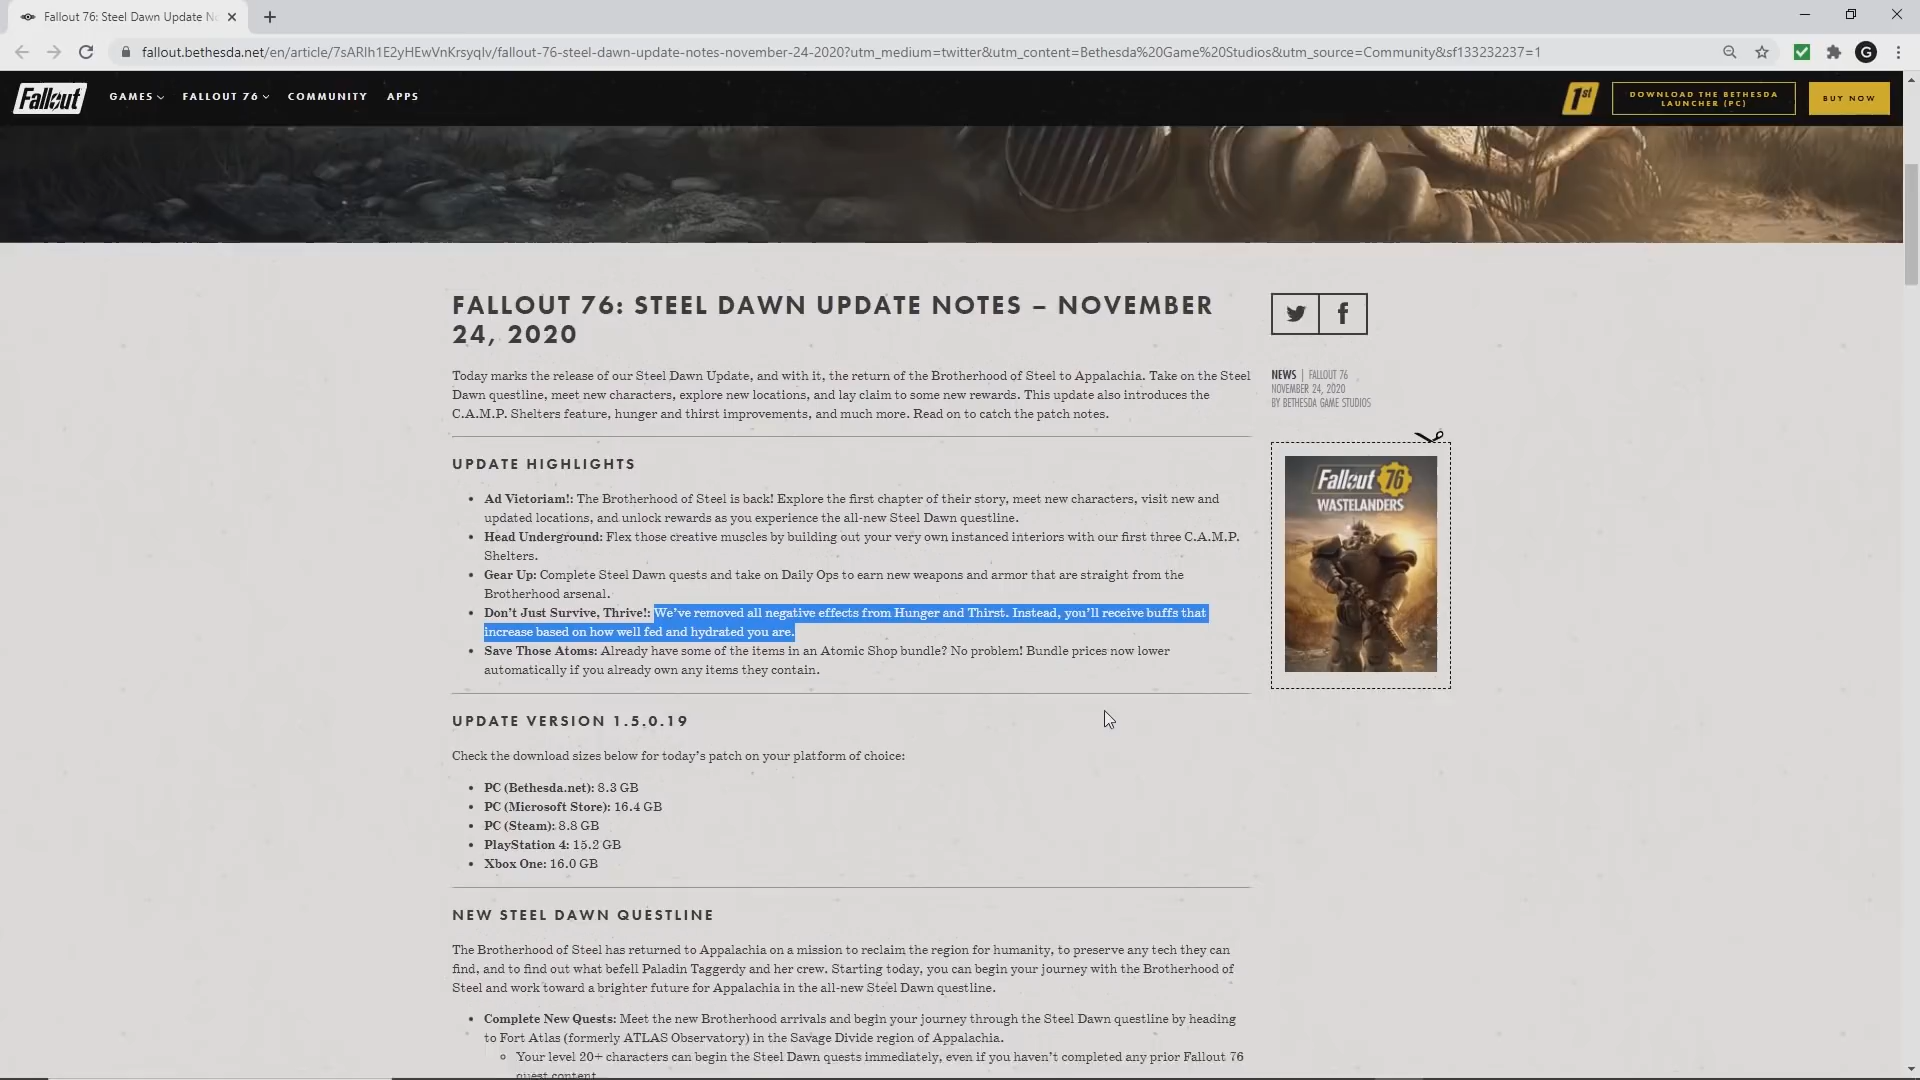 Fallout 76: Steel Dawn Update No
fallout.bethesda.net/en/article/7sARlh1E2yHEwVnKrsyqlv/fallout-76-steel-dawn-update-notes-november-24-2020?utm_medium=twitter&utm_content=Bethesda%20Game%20Studios&utm_source=Community&sf133232237=1
G
Fallout
GAMES
FALLOUT 76
COMMUNITY
APPS
1st
DOWNLOAD THE BETHESDA
LAUNCHER (PC)
BUY NOW
FALLOUT 76: STEEL DAWN UPDATE NOTES – NOVEMBER
24, 2020
Today marks the release of our Steel Dawn Update, and with it, the return of the Brotherhood of Steel to Appalachia. Take on the Steel
Dawn questline, meet new characters, explore new locations, and lay claim to some new rewards. This update also introduces the
C.A.M.P. Shelters feature, hunger and thirst improvements, and much more. Read on to catch the patch notes.
NEWS | FALLOUT 76
NOVEMBER 24, 2020
BY BETHESDA GAME STUDIOS
Fallout 76
WASTELANDERS
UPDATE HIGHLIGHTS
• Ad Victoriam!: The Brotherhood of Steel is back! Explore the first chapter of their story, meet new characters, visit new and
updated locations, and unlock rewards as you experience the all-new Steel Dawn questline.
• Head Underground: Flex those creative muscles by building out your very own instanced interiors with our first three C.A.M.P.
Shelters.
• Gear Up: Complete Steel Dawn quests and take on Daily Ops to earn new weapons and armor that are straight from the
Brotherhood arsenal.
• Don't Just Survive, Thrive!: We've removed all negative effects from Hunger and Thirst. Instead, you'll receive buffs that
increase based on how well fed and hydrated you are.
• Save Those Atoms: Already have some of the items in an Atomic Shop bundle? No problem! Bundle prices now lower
automatically if you already own any items they contain.
UPDATE VERSION 1.5.0.19
Check the download sizes below for today's patch on your platform of choice:
• PC (Bethesda.net): 8.3 GB
• PC (Microsoft Store): 16.4 GB
• PC (Steam): 8.8 GB
• PlayStation 4: 15.2 GB
• Xbox One: 16.0 GB
NEW STEEL DAWN QUESTLINE
The Brotherhood of Steel has returned to Appalachia on a mission to reclaim the region for humanity, to preserve any tech they can
find, and to find out what befell Paladin Taggerdy and her crew. Starting today, you can begin your journey with the Brotherhood of
Steel and work toward a brighter future for Appalachia in the all-new Steel Dawn questline.
• Complete New Quests: Meet the new Brotherhood arrivals and begin your journey through the Steel Dawn questline by heading
to Fort Atlas (formerly ATLAS Observatory) in the Savage Divide region of Appalachia.
○ Your level 20+ characters can begin the Steel Dawn quests immediately, even if you haven't completed any prior Fallout 76
quest content.